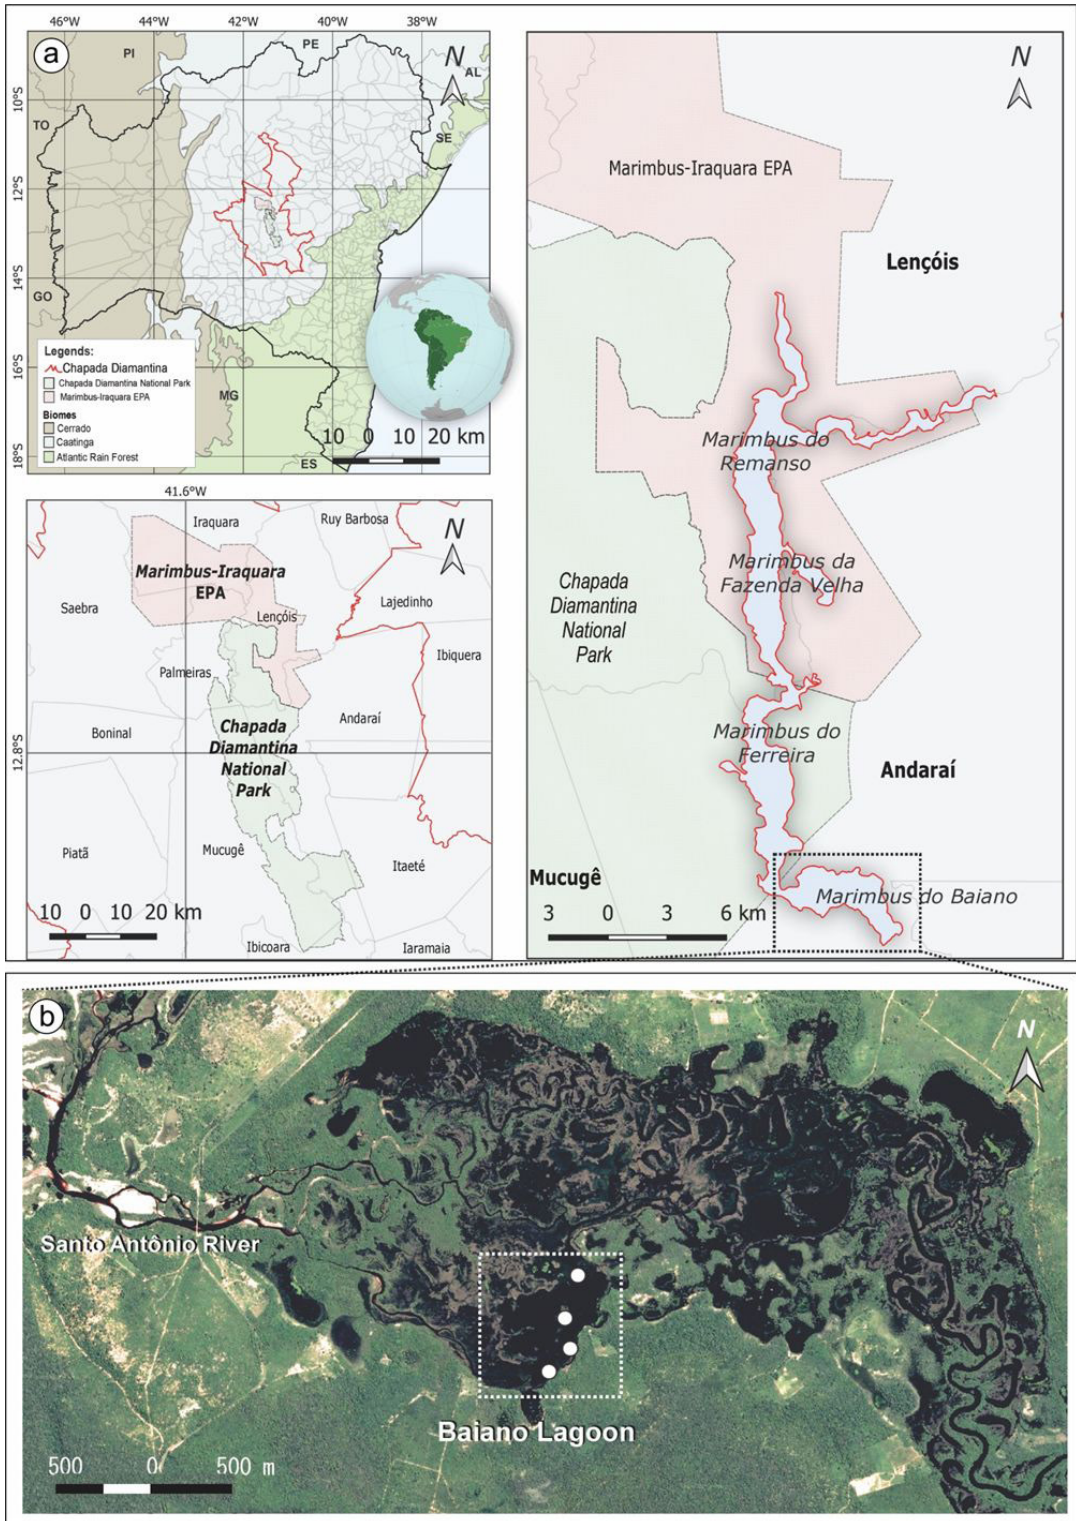 46°W 44°W 42°W 40°W 38°W
a
N
PI
PE
AL
10°S
TO
SE
12°S
14°S
GO
Legends:
Chapada Diamantina
Chapada Diamantina National Park
Marimbus-Iraquara EPA
Biomes
Cerrado
Caatinga
Atlantic Rain Forest
16°S
MG
10 0 10 20 km
18°S
ES
41.6°W
N
Iraquara
Ruy Barbosa
Marimbus-Iraquara
EPA
Saebra
Lençóis
Lajedinho
Palmeiras
Ibiquera
Boninal
Chapada
Diamantina
National
Park
Andaraí
12.8°S
Piatã
Mucugê
Itaeté
10 0 10 20 km
Ibicoara
Iaramaia
N
Marimbus-Iraquara EPA
Lençóis
Marimbus do
Remanso
Marimbus da
Fazenda Velha
Chapada
Diamantina
National
Park
Marimbus do
Ferreira
Andaraí
Mucugê
Marimbus do Baiano
3 0 3 6 km
b
N
Santo Antônio River
Baiano Lagoon
500 0 500 m